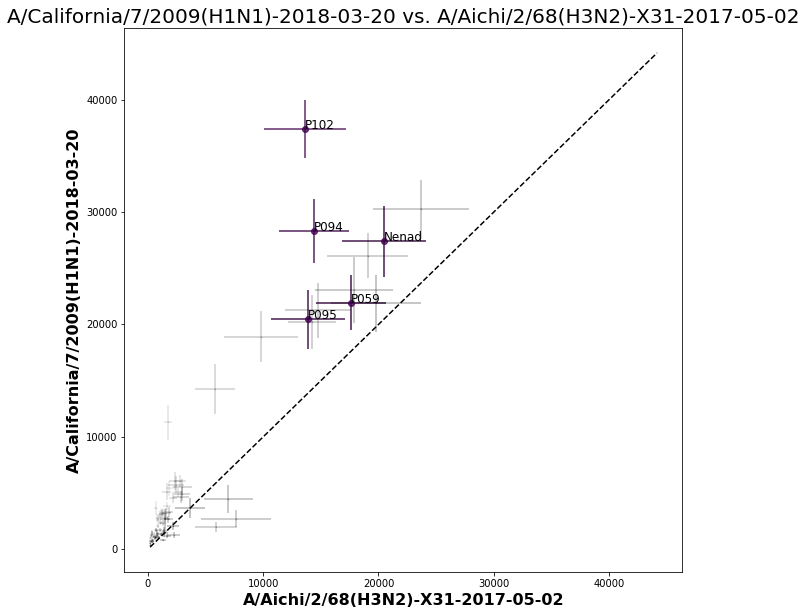 A/California/7/2009(H1N1)-2018-03-20 vs. A/Aichi/2/68(H3N2)-X31-2017-05-02
A/California/7/2009(H1N1)-2018-03-20
40000
30000
20000
10000
0
P102
P094
Nenad
P059
P095
0
10000
20000
30000
40000
A/Aichi/2/68(H3N2)-X31-2017-05-02